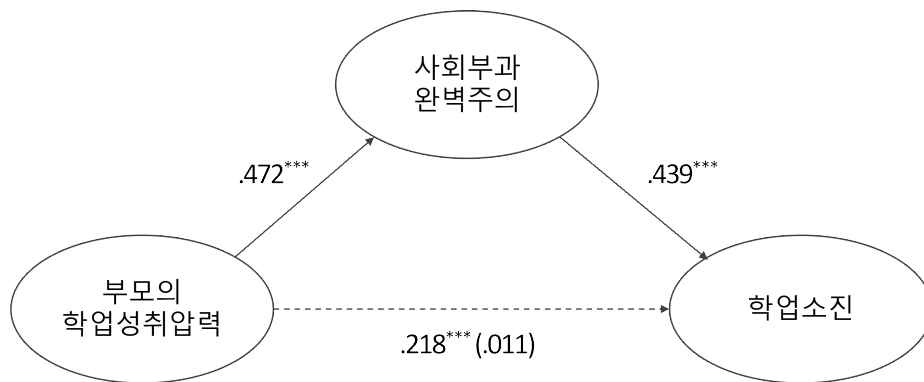 사회부과
완벽주의
.472***
.439***
부모의
학업성취압력
학업소진
.218*** (.011)